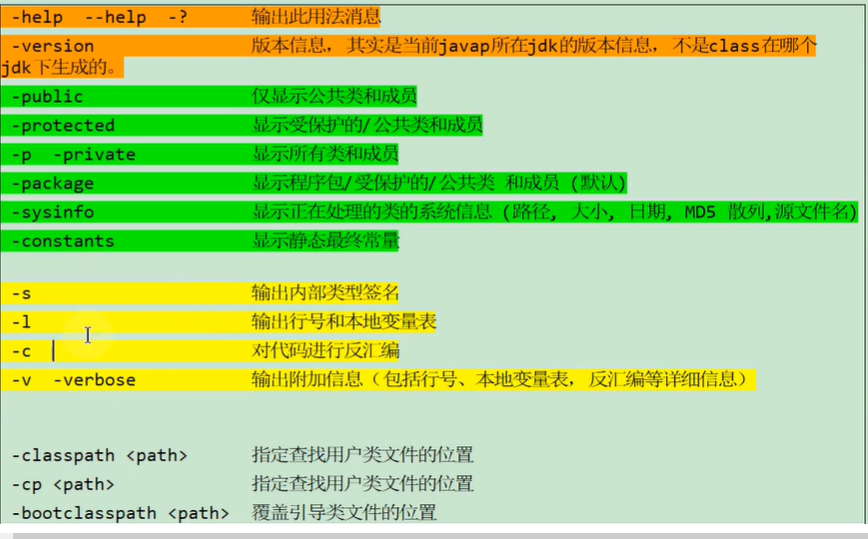 -help --help -? 输出此用法消息
-version 版本信息, 其实是当前javap所在jdk的版本信息, 不是class在哪个
jdk下生成的。
-public 仅显示公共类和成员
-protected 显示受保护的/公共类和成员
-p -private 显示所有类和成员
-package 显示程序包/受保护的/公共类 和成员 (默认)
-sysinfo 显示正在处理的类的系统信息 (路径, 大小, 日期, MD5 散列,源文件名)
-constants 显示静态最终常量
-s 输出内部类型签名
-l 输出行号和本地变量表
-c 对代码进行反汇编
-v -verbose 输出附加信息（包括行号、本地变量表, 反汇编等详细信息）
-classpath <path> 指定查找用户类文件的位置
-cp <path> 指定查找用户类文件的位置
-bootclasspath <path> 覆盖引导类文件的位置